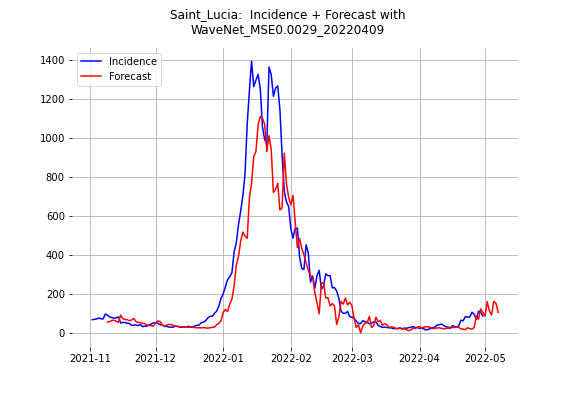 Saint_Lucia:  Incidence + Forecast with
WaveNet_MSE0.0029_20220409
Incidence
Forecast
1400
1200
1000
800
600
400
200
0
2021-11 2021-12 2022-01 2022-02 2022-03 2022-04 2022-05